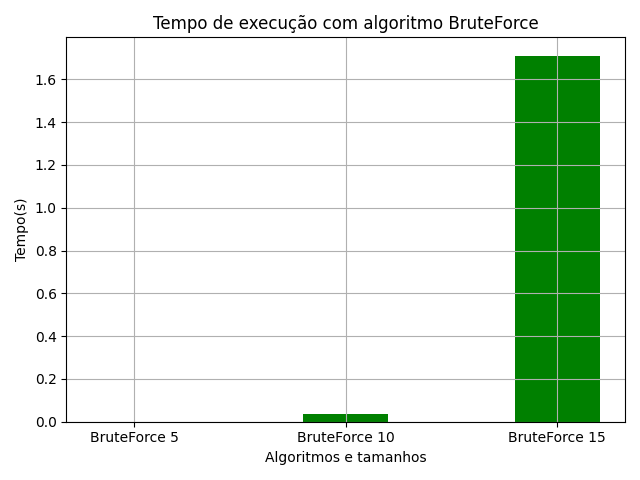 Tempo de execução com algoritmo BruteForce
Tempo(s)
1.6
1.4
1.2
1.0
0.8
0.6
0.4
0.2
0.0
BruteForce 5 BruteForce 10 BruteForce 15
Algoritmos e tamanhos